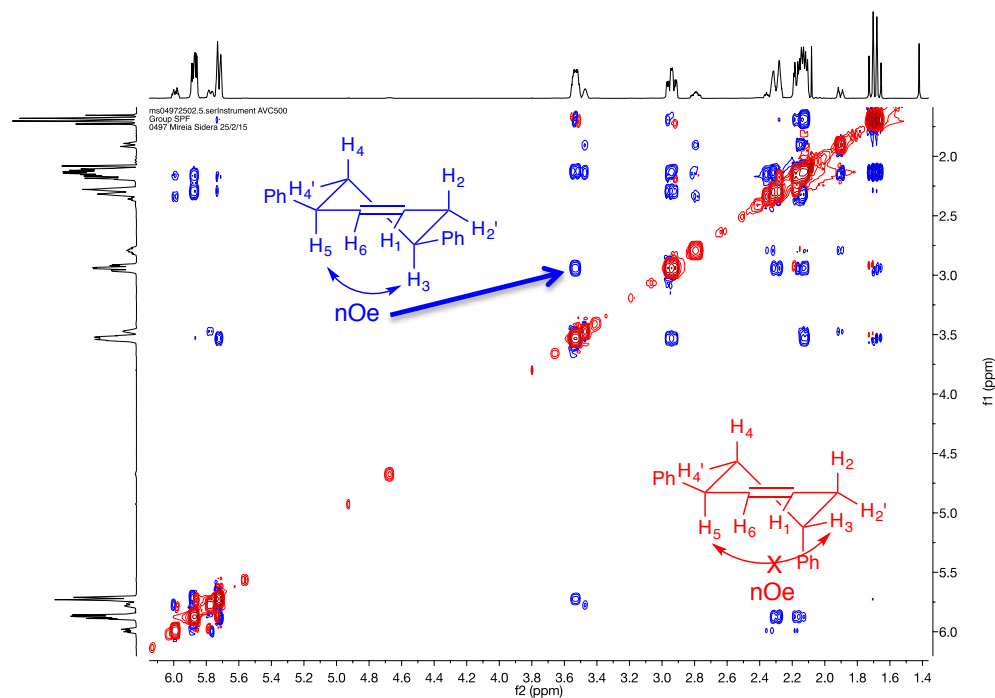 ms04972502.5.serInstrument AVC500
Group SPF
0497 Mireia Sidera 25/2/15
H4
H4'
H2
Ph
H2'
H5
H6
H1
Ph
H3
nOe
H4
H2
Ph
H4'
H2'
H5
H6
H1
H3
X
Ph
nOe
2.0
2.5
3.0
3.5
4.0
4.5
5.0
5.5
6.0
f1 (ppm)
6.0 5.8 5.6 5.4 5.2 5.0 4.8 4.6 4.4 4.2 4.0 3.8 3.6 3.4 3.2 3.0 2.8 2.6 2.4 2.2 2.0 1.8 1.6 1.4
f2 (ppm)